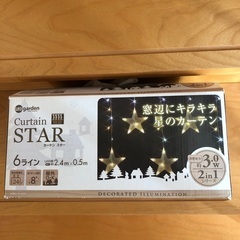 garden
Curtain
STAR
カーテン スター
窓辺にキラキラ
星のカーテン
6ライン
2.4m×0.5m
3.0W
2in1
DECORATED ILLUMINATION